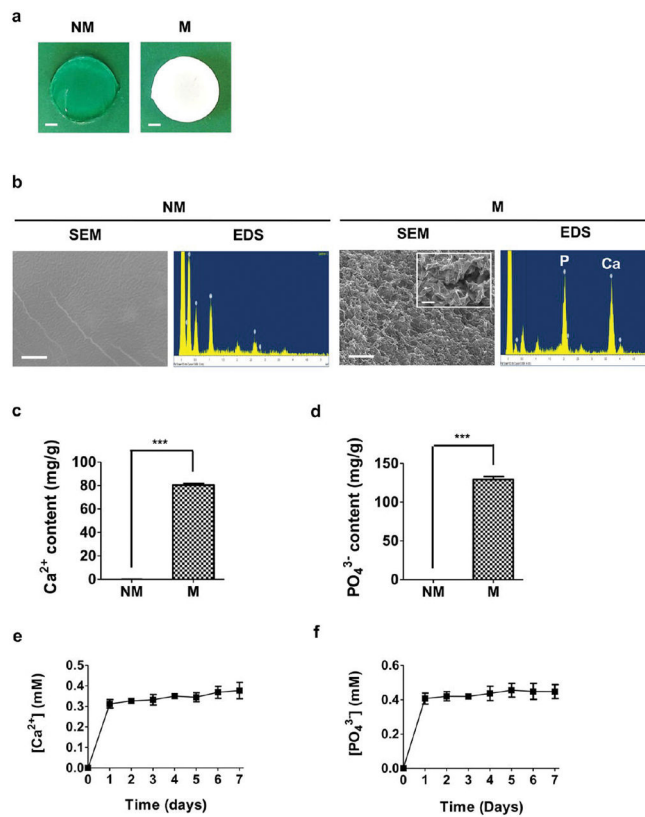 a
NM M
b
NM M
SEM EDS SEM EDS
P Ca
c
***
Ca²⁺ content (mg/g)
100
80
60
40
20
0
NM M
d
***
PO₄³⁻ content (mg/g)
150
100
50
0
NM M
e
[Ca²⁺] (mM)
0.5
0.4
0.3
0.2
0.1
0.0
0 1 2 3 4 5 6 7
Time (days)
f
[PO₄³⁻] (mM)
0.6
0.4
0.2
0.0
0 1 2 3 4 5 6 7
Time (Days)